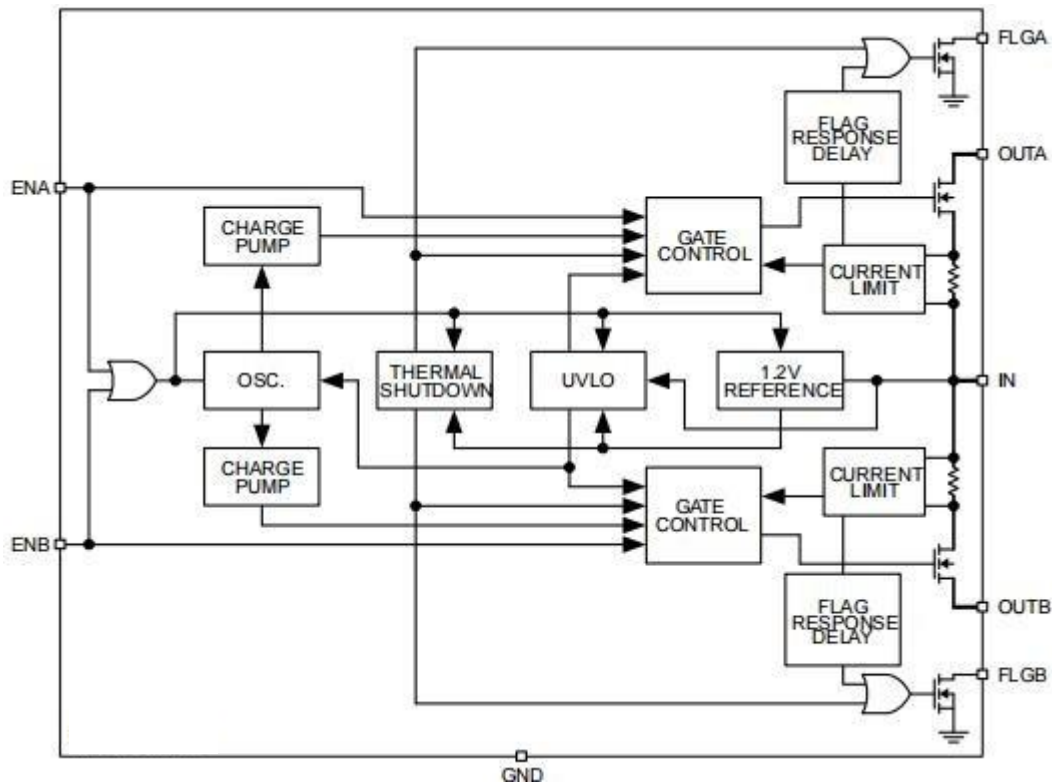 FLGA
FLAG
RESPONSE
DELAY
OUTA
ENA
CHARGE
PUMP
GATE
CONTROL
CURRENT
LIMIT
OSC.
THERMAL
SHUTDOWN
UVLO
1.2V
REFERENCE
IN
CHARGE
PUMP
GATE
CONTROL
CURRENT
LIMIT
ENB
FLAG
RESPONSE
DELAY
OUTB
FLGB
GND